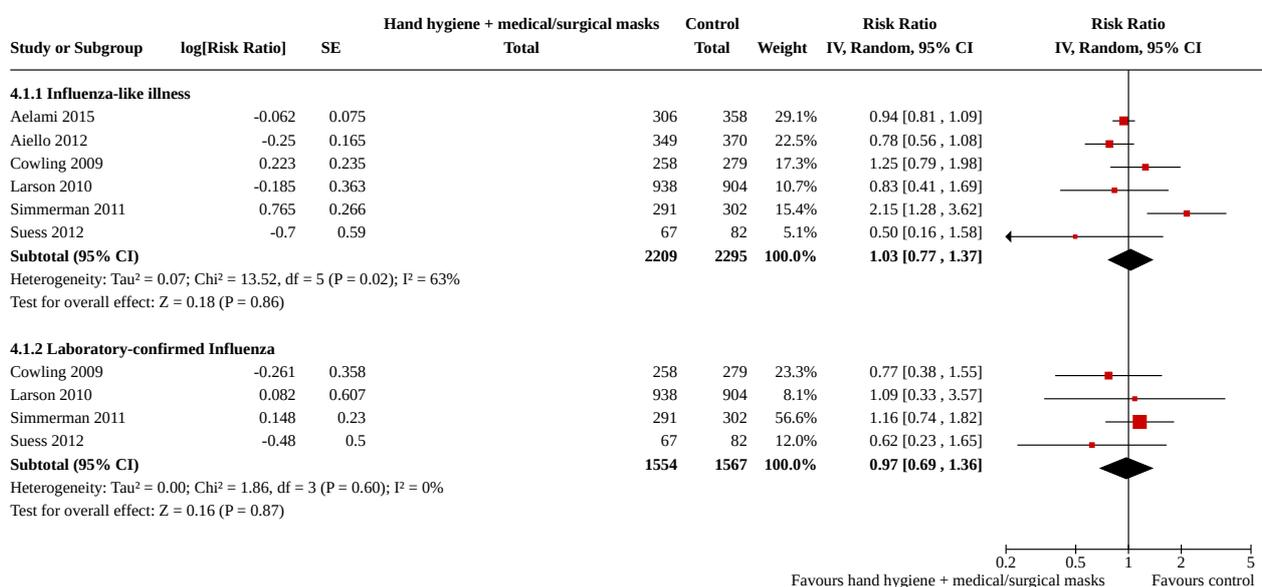 Hand hygiene + medical/surgical masks Control Risk Ratio Risk Ratio
Study or Subgroup log[Risk Ratio] SE Total Total Weight IV, Random, 95% CI IV, Random, 95% CI
4.1.1 Influenza-like illness
Aelami 2015 -0.062 0.075 306 358 29.1% 0.94 [0.81 , 1.09]
Aiello 2012 -0.25 0.165 349 370 22.5% 0.78 [0.56 , 1.08]
Cowling 2009 0.223 0.235 258 279 17.3% 1.25 [0.79 , 1.98]
Larson 2010 -0.185 0.363 938 904 10.7% 0.83 [0.41 , 1.69]
Simmerman 2011 0.765 0.266 291 302 15.4% 2.15 [1.28 , 3.62]
Suess 2012 -0.7 0.59 67 82 5.1% 0.50 [0.16 , 1.58]
Subtotal (95% CI) 2209 2295 100.0% 1.03 [0.77 , 1.37]
Heterogeneity: Tau² = 0.07; Chi² = 13.52, df = 5 (P = 0.02); I² = 63%
Test for overall effect: Z = 0.18 (P = 0.86)
4.1.2 Laboratory-confirmed Influenza
Cowling 2009 -0.261 0.358 258 279 23.3% 0.77 [0.38 , 1.55]
Larson 2010 0.082 0.607 938 904 8.1% 1.09 [0.33 , 3.57]
Simmerman 2011 0.148 0.23 291 302 56.6% 1.16 [0.74 , 1.82]
Suess 2012 -0.48 0.5 67 82 12.0% 0.62 [0.23 , 1.65]
Subtotal (95% CI) 1554 1567 100.0% 0.97 [0.69 , 1.36]
Heterogeneity: Tau² = 0.00; Chi² = 1.86, df = 3 (P = 0.60); I² = 0%
Test for overall effect: Z = 0.16 (P = 0.87)
0.2 0.5 1 2 5
Favours hand hygiene + medical/surgical masks Favours control